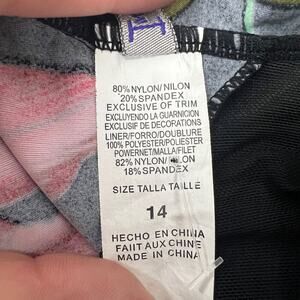 80% NYLON/ NILON
20% SPANDEX
EXCLUSIVE OF TRIM
EXCLUYENDO LA GUARNICION
EXCLUSIF DE DECORATIONS
LINER/FORRO/DOUBLURE
100% POLYESTER/POLIESTER
POWERNET/MALLA/FILET
82% NYLON/
18% SPANDEX
SIZE TALLA TAILLE
14
HECHO EN CHINA
FAIIT AUX CHINE
MADE IN CHINA